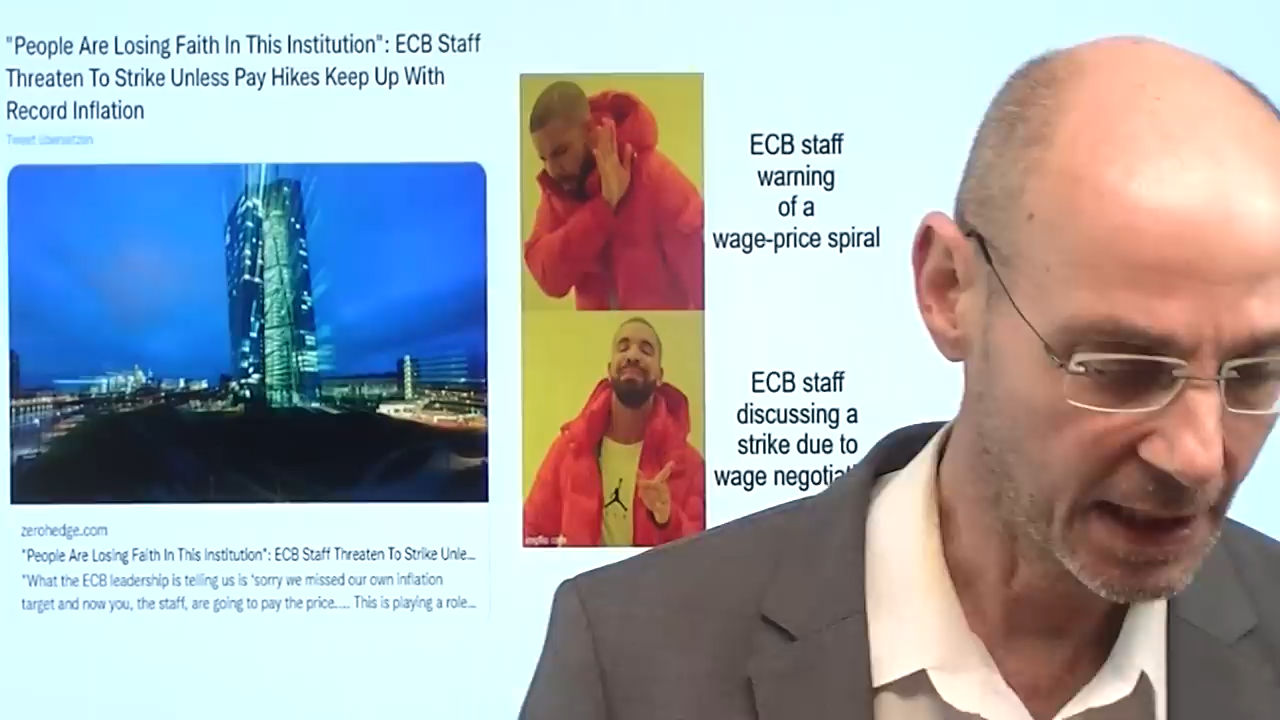 "People Are Losing Faith In This Institution": ECB Staff
Threaten To Strike Unless Pay Hikes Keep Up With
Record Inflation
Tweet übersetzen
zerohedge.com
"People Are Losing Faith In This Institution": ECB Staff Threaten To Strike Unle...
"What the ECB leadership is telling us is 'sorry we missed our own inflation
target and now you, the staff, are going to pay the price.... This is playing a role...
ECB staff
warning
of a
wage-price spiral
ECB staff
discussing a
strike due to
wage